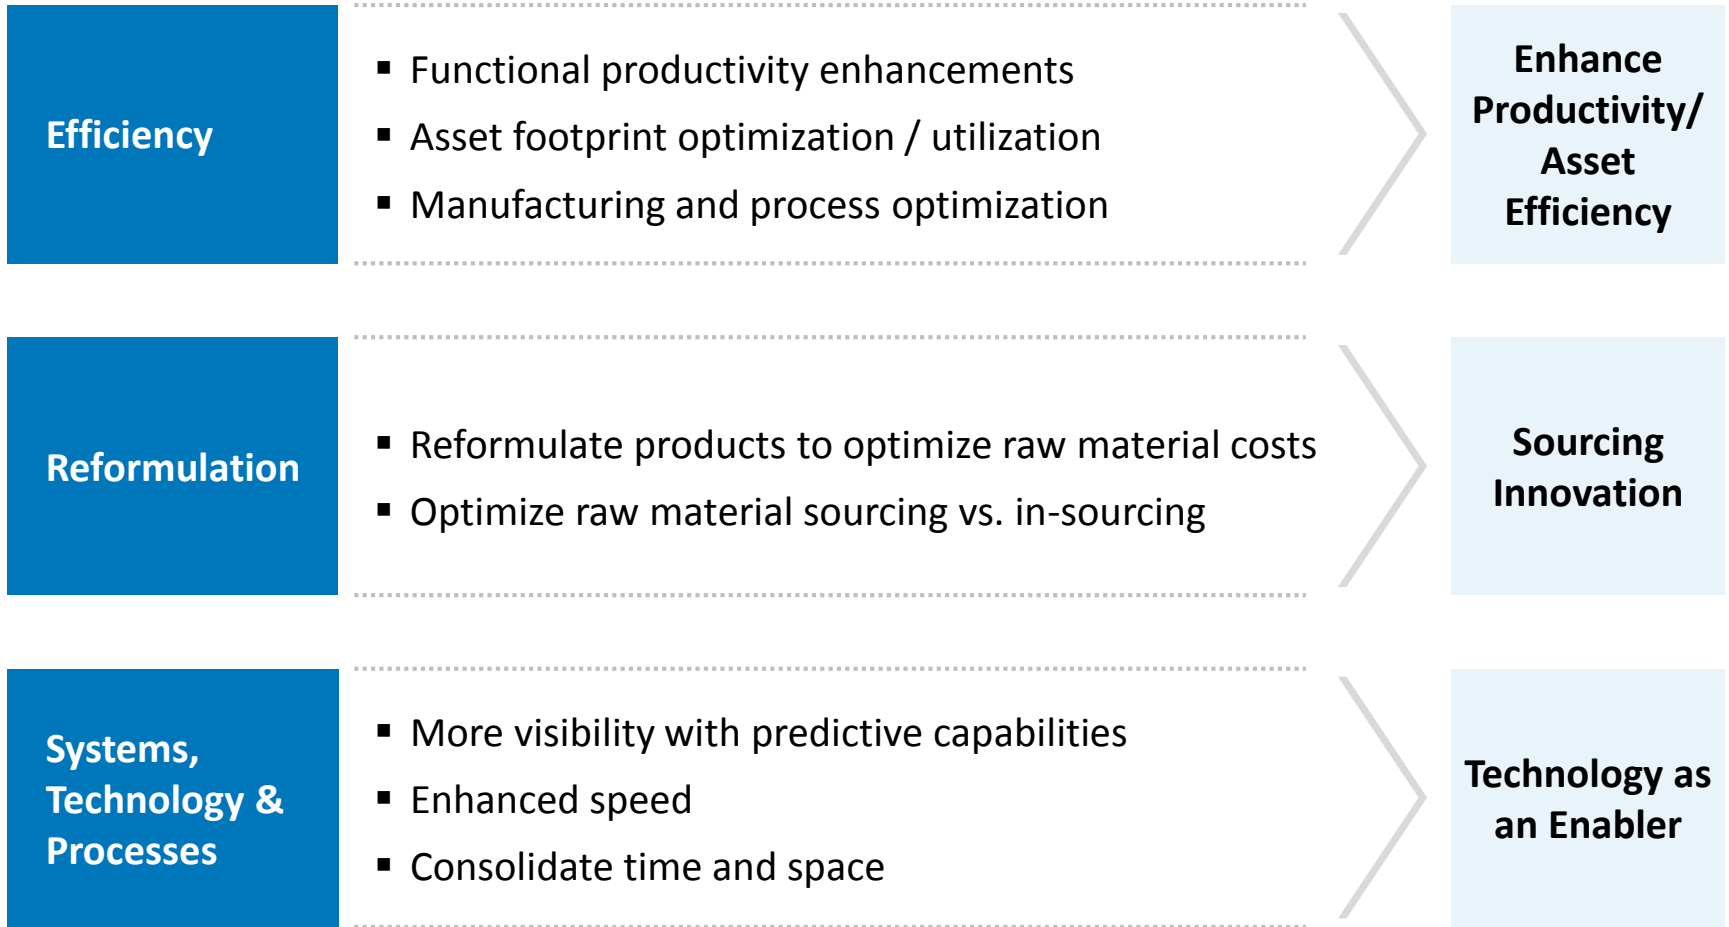 Efficiency
▪ Functional productivity enhancements
▪ Asset footprint optimization / utilization
▪ Manufacturing and process optimization
Enhance
Productivity/
Asset
Efficiency
Reformulation
▪ Reformulate products to optimize raw material costs
▪ Optimize raw material sourcing vs. in-sourcing
Sourcing
Innovation
Systems,
Technology &
Processes
▪ More visibility with predictive capabilities
▪ Enhanced speed
▪ Consolidate time and space
Technology as
an Enabler